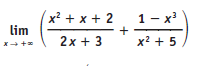 lim (x² + x + 2 / 2x + 3 + 1 − x³ / x² + 5)
x→+∞